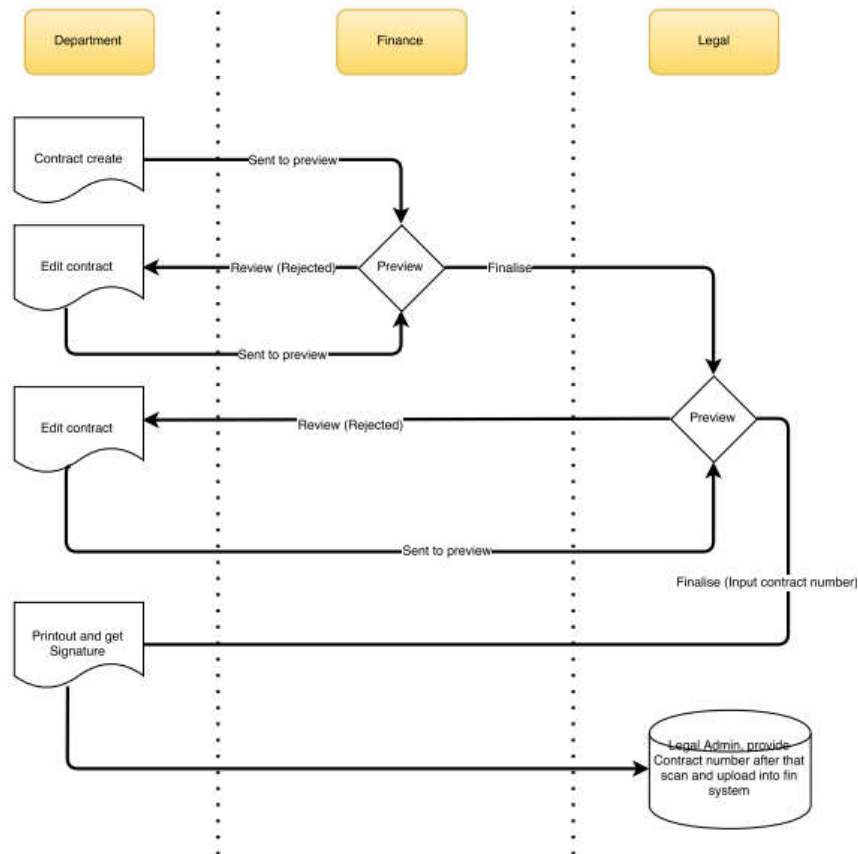 Department
Finance
Legal
Contract create
Sent to preview
Edit contract
Review (Rejected)
Preview
Finalise
Sent to preview
Edit contract
Review (Rejected)
Preview
Sent to preview
Finalise (Input contract number)
Printout and get
Signature
Legal Admin, provide
Contract number after that
scan and upload into fin
system